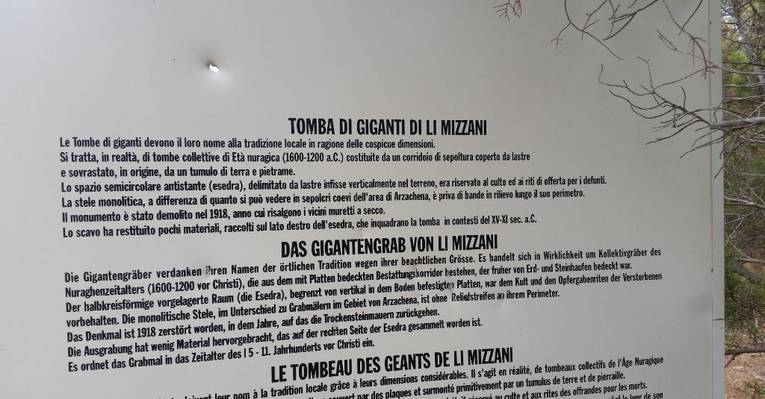 TOMBA DI GIGANTI DI LI MIZZANI
Le Tombe di giganti devono il loro nome alla tradizione locale in ragione delle cospicue dimensioni.
Si tratta, in realtà, di tombe collettive di Età nuragica (1600-1200 a.C.) costituite da un corridoio di sepoltura coperto da lastre
e sovrastato, in origine, da un tumulo di terra e pietrame.
Lo spazio semicircolare antistante (esedra), delimitato da lastre infisse verticalmente nel terreno, era riservato al culto ed ai riti di offerta per i defunti.
La stele monolitica, a differenza di quanto si può vedere in sepolcri coevi dell'area di Arzachena, è priva di bande in rilievo lungo il suo perimetro.
Il monumento è stato demolito nel 1918, anno cui risalgono i vicini muretti a secco.
Lo scavo ha restituito pochi materiali, raccolti sul lato destro dell'esedra, che inquadrano la tomba in contesti del XV-XI sec. a.C.
DAS GIGANTENGRAB VON LI MIZZANI
Die Gigantengräber verdanken ihren Namen der örtlichen Tradition wegen ihrer beachtlichen Grösse. Es handelt sich in Wirklichkeit um Kollektivgräber des
Nuraghenzeitalters (1600-1200 vor Christi), die aus dem mit Platten bedeckten Bestattungskorridor bestehen, der fruher von Erd- und Steinhaufen bedeckt war.
Der halbkreisförmige vorgelagerte Raum (die Esedra), begrenzt von vertikal in dem Boden befestigten Platten, war dem Kult und den Opfergabenriten der Verstorbenen
vorbehalten. Die monolitische Stele, im Unterschied zu Grabmälern im Gebiet von Arzachena, ist ohne Reliefstreifen an ihrem Perimeter.
Das Denkmal ist 1918 zerstört worden, in dem Jahre, auf das die Trockensteinmauern zurückgehen.
Die Ausgrabung hat wenig Material hervorgebracht, das auf der rechten Seite der Esedra gesammelt worden ist.
Es ordnet das Grabmal in das Zeitalter des I 5 - 11. Jahrhunderts vor Christi ein.
LE TOMBEAU DES GEANTS DE LI MIZZANI
leur nom à la tradition locale grâce à leurs dimensions considérables. Il s'agit en réalité, de tombeaux collectifs de l'Âge Nuragique
par des plaques et surmonté primitivement par un tumulus de terre et de pierraille.
au culte et aux rites des offrandes pour les morts.